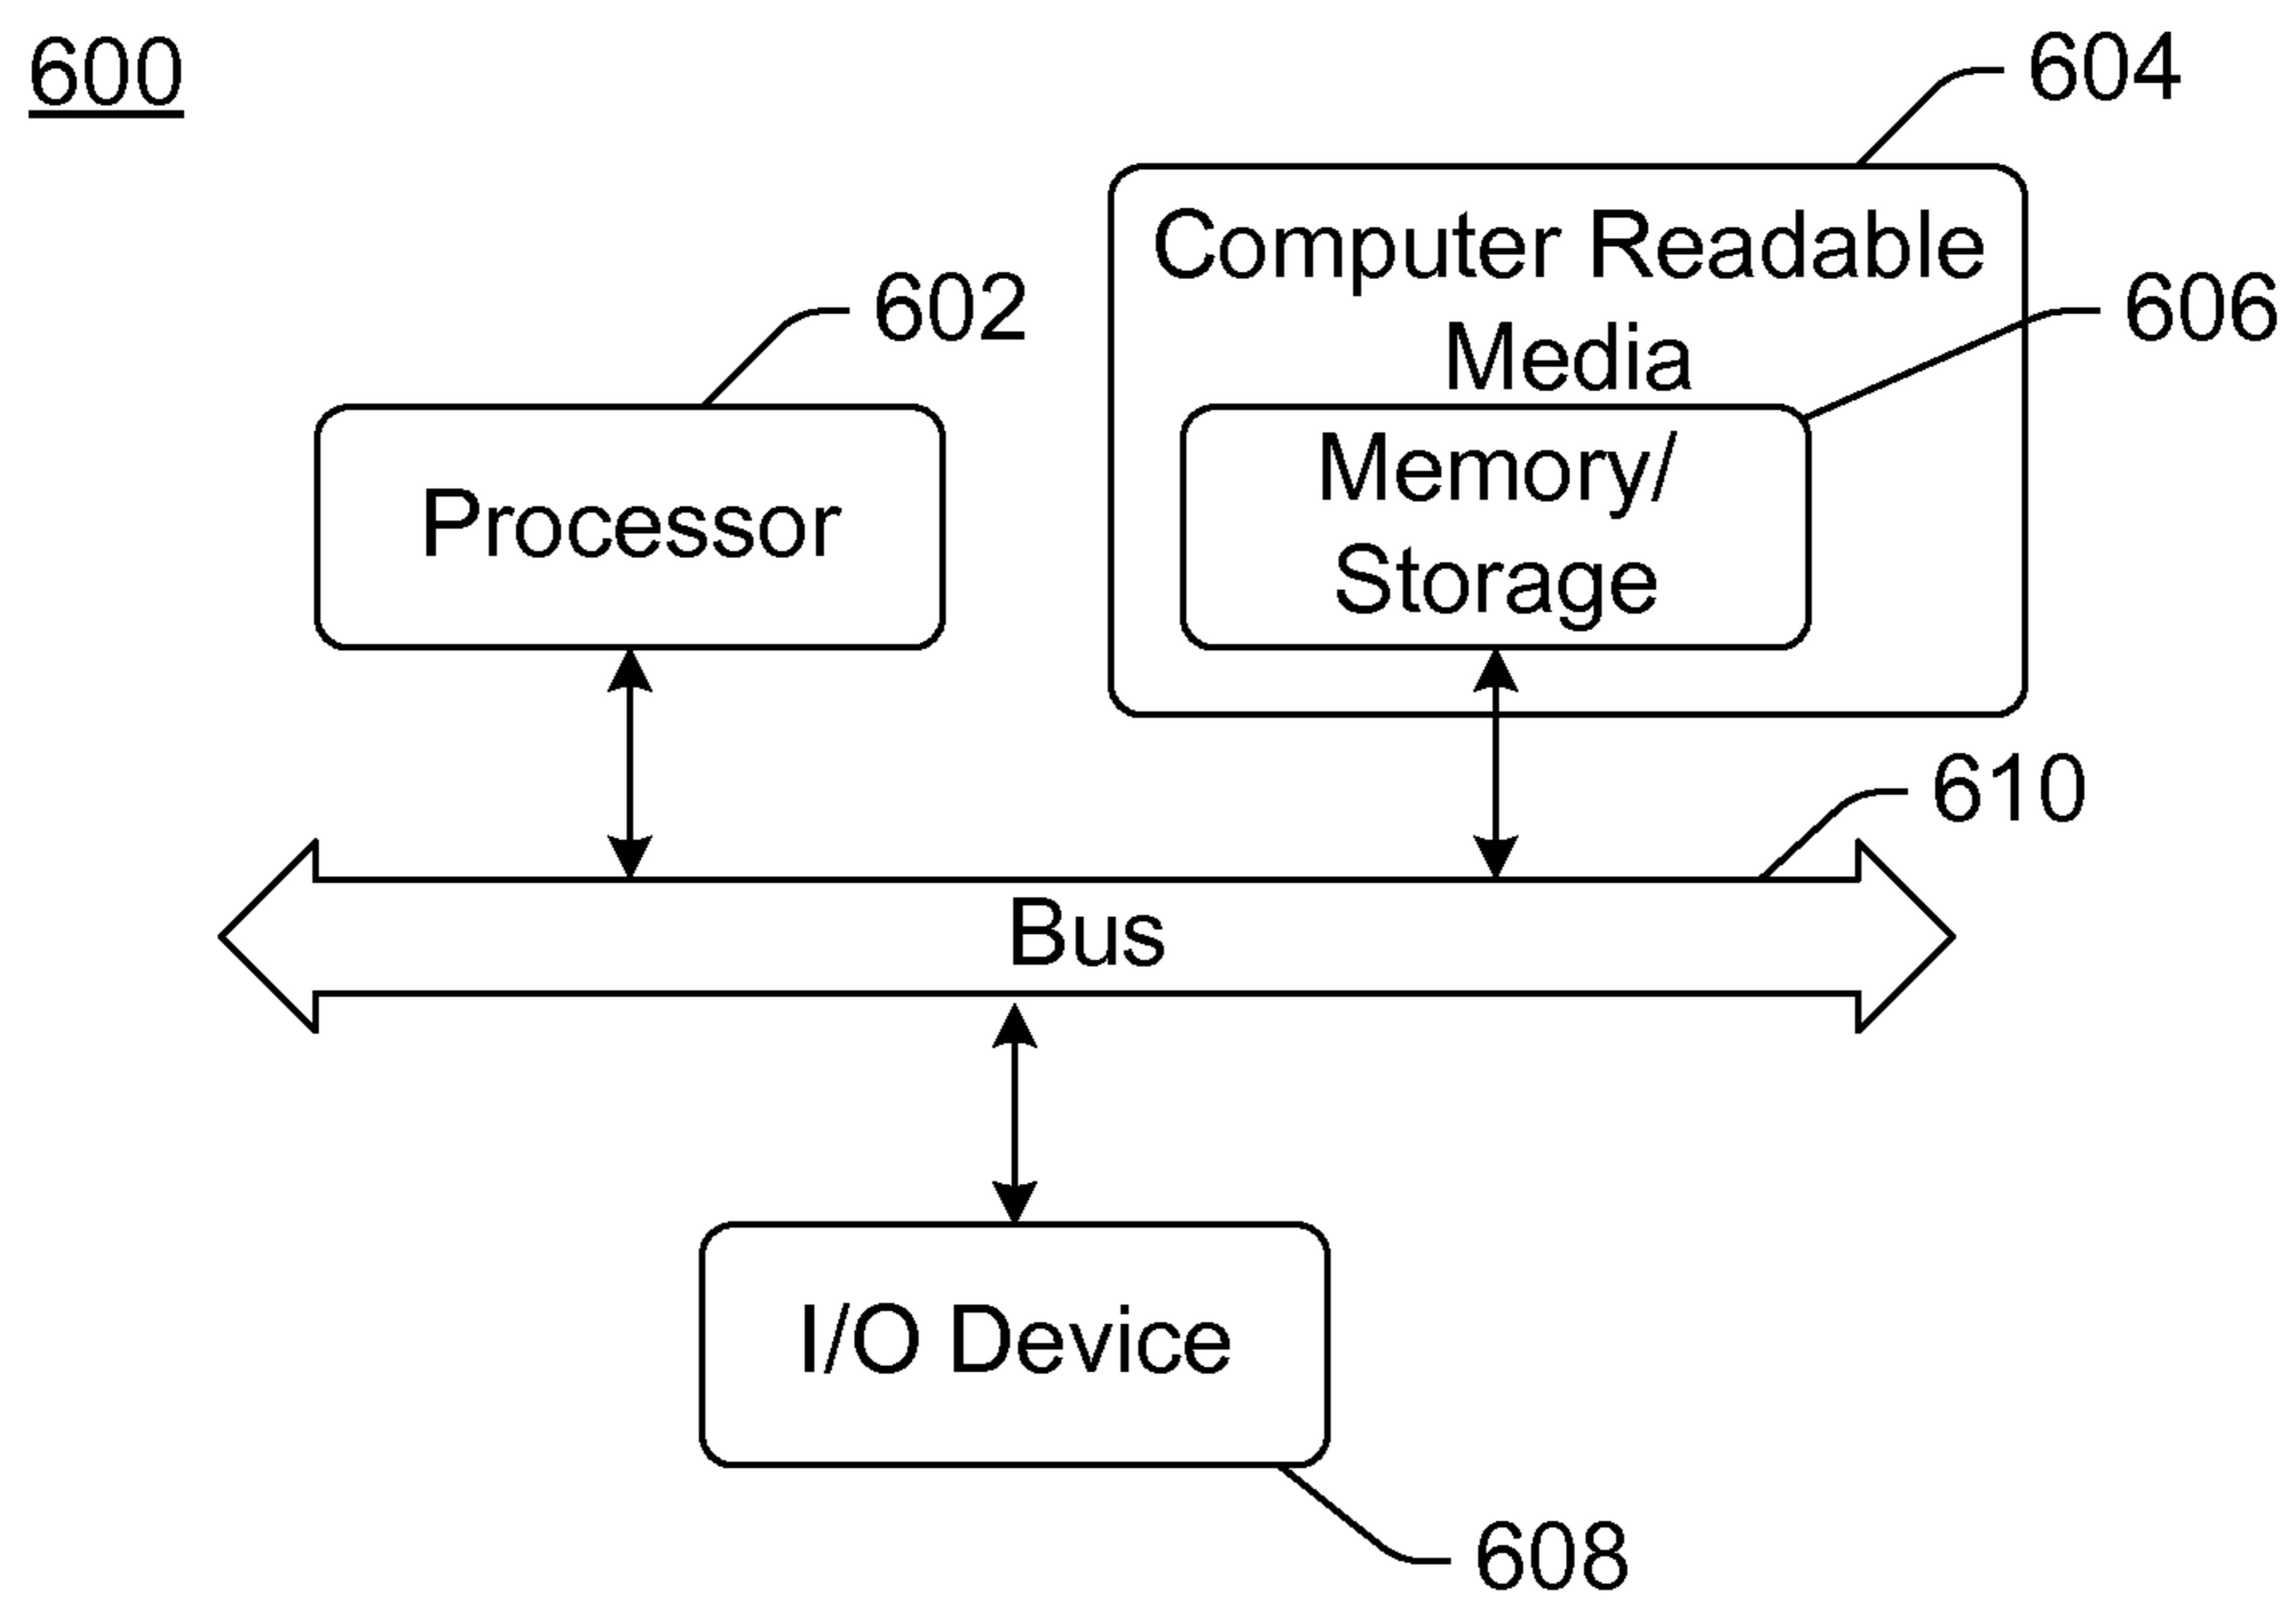 600
604
Computer Readable
602
606
Media
Memory/
Processor
Storage
610
Bus
I/O Device
608